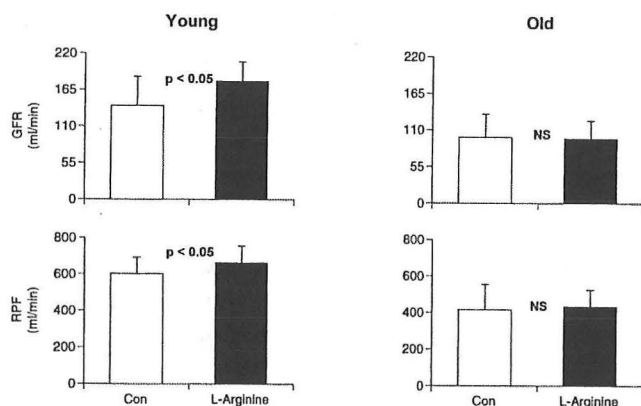 Young
Old
220
165
110
55
0
GFR
(ml/min)
p < 0.05
220
165
110
55
0
NS
800
600
400
200
0
RPF
(ml/min)
p < 0.05
Con
L-Arginine
800
600
400
200
0
NS
Con
L-Arginine